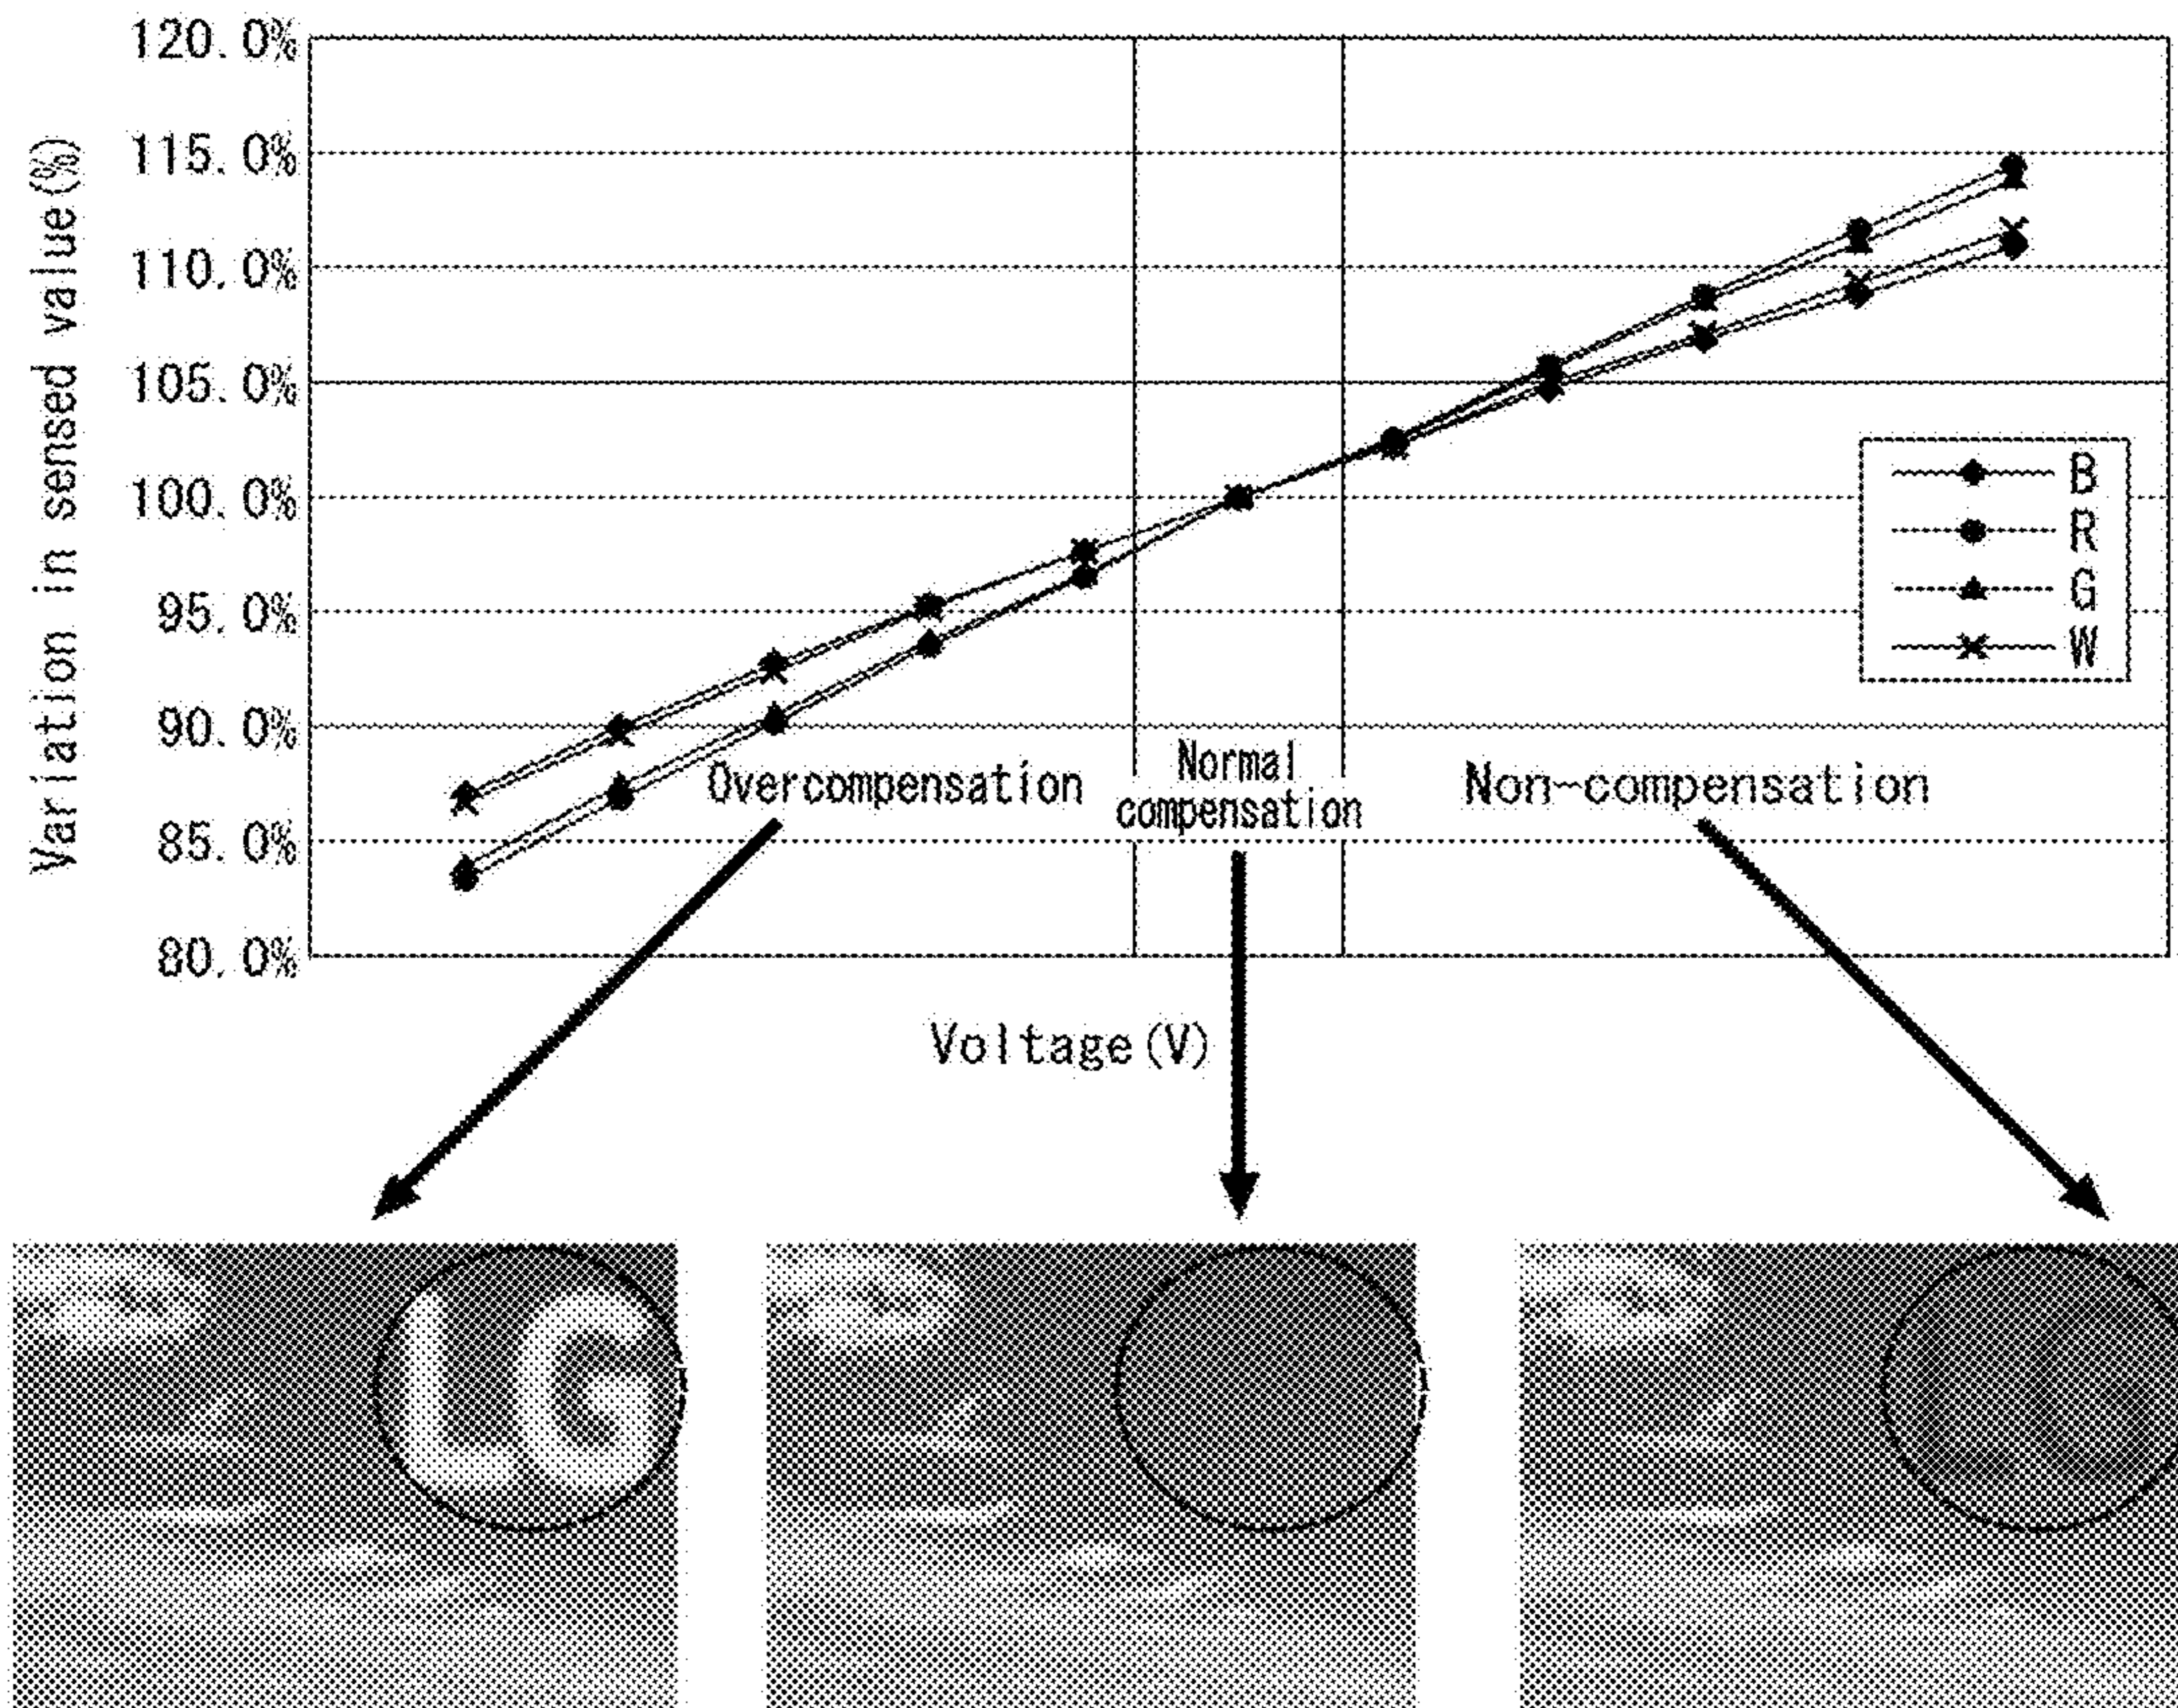 120.0%
115.0%
110.0%
105.0%
100.0%
95.0%
90.0%
85.0%
80.0%
Variation in sensed value(%)
B
R
G
W
Overcompensation
Normal
compensation
Non-compensation
Voltage(V)
LG
LG